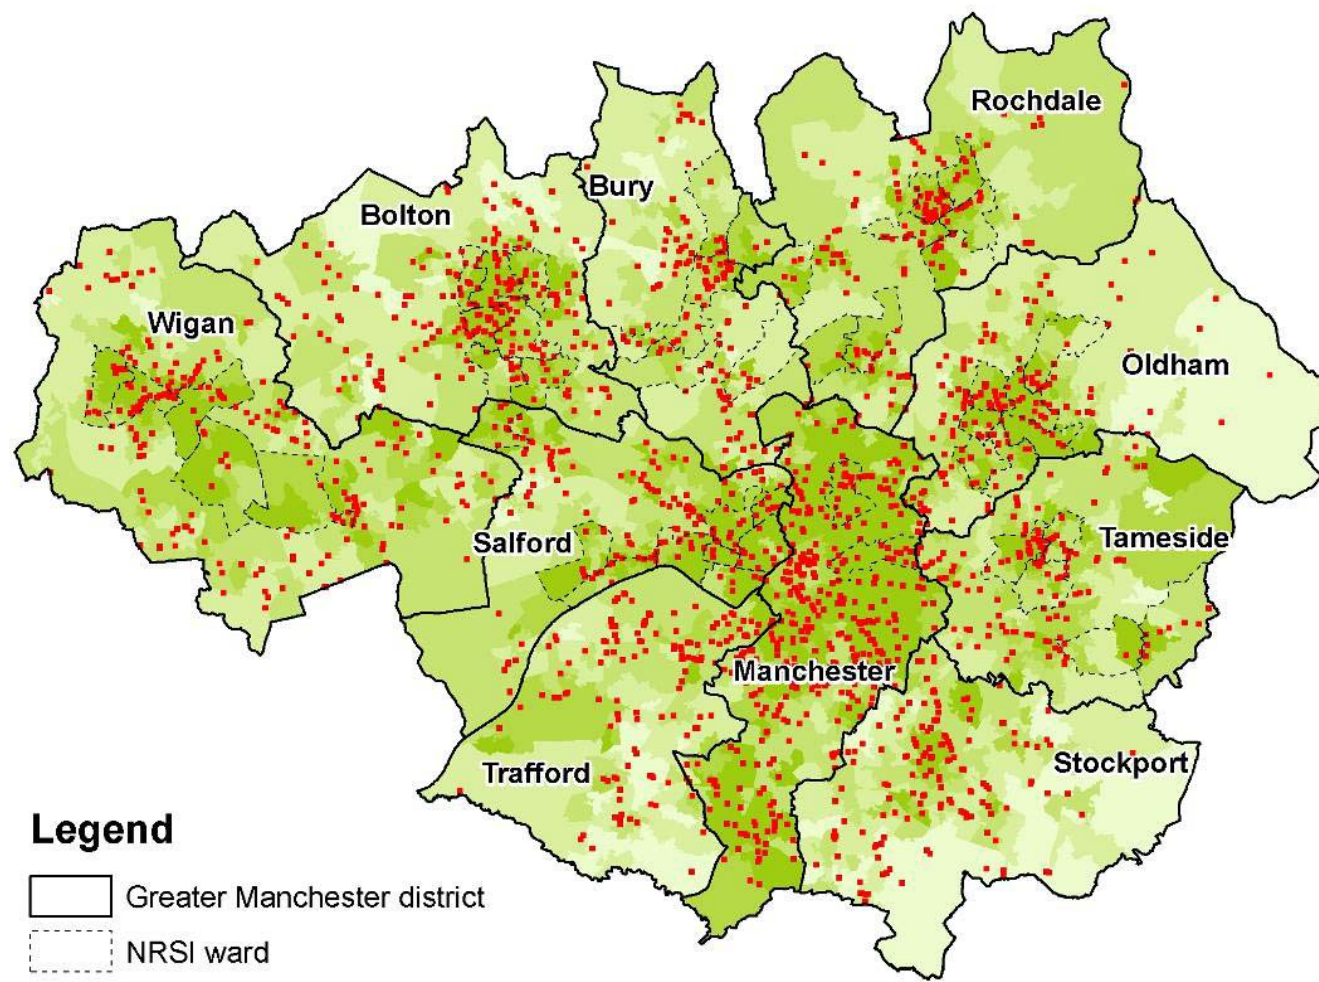 Rochdale
Bury
Bolton
Wigan
Oldham
Tameside
Salford
Manchester
Stockport
Trafford
Legend
Greater Manchester district
NRSI ward